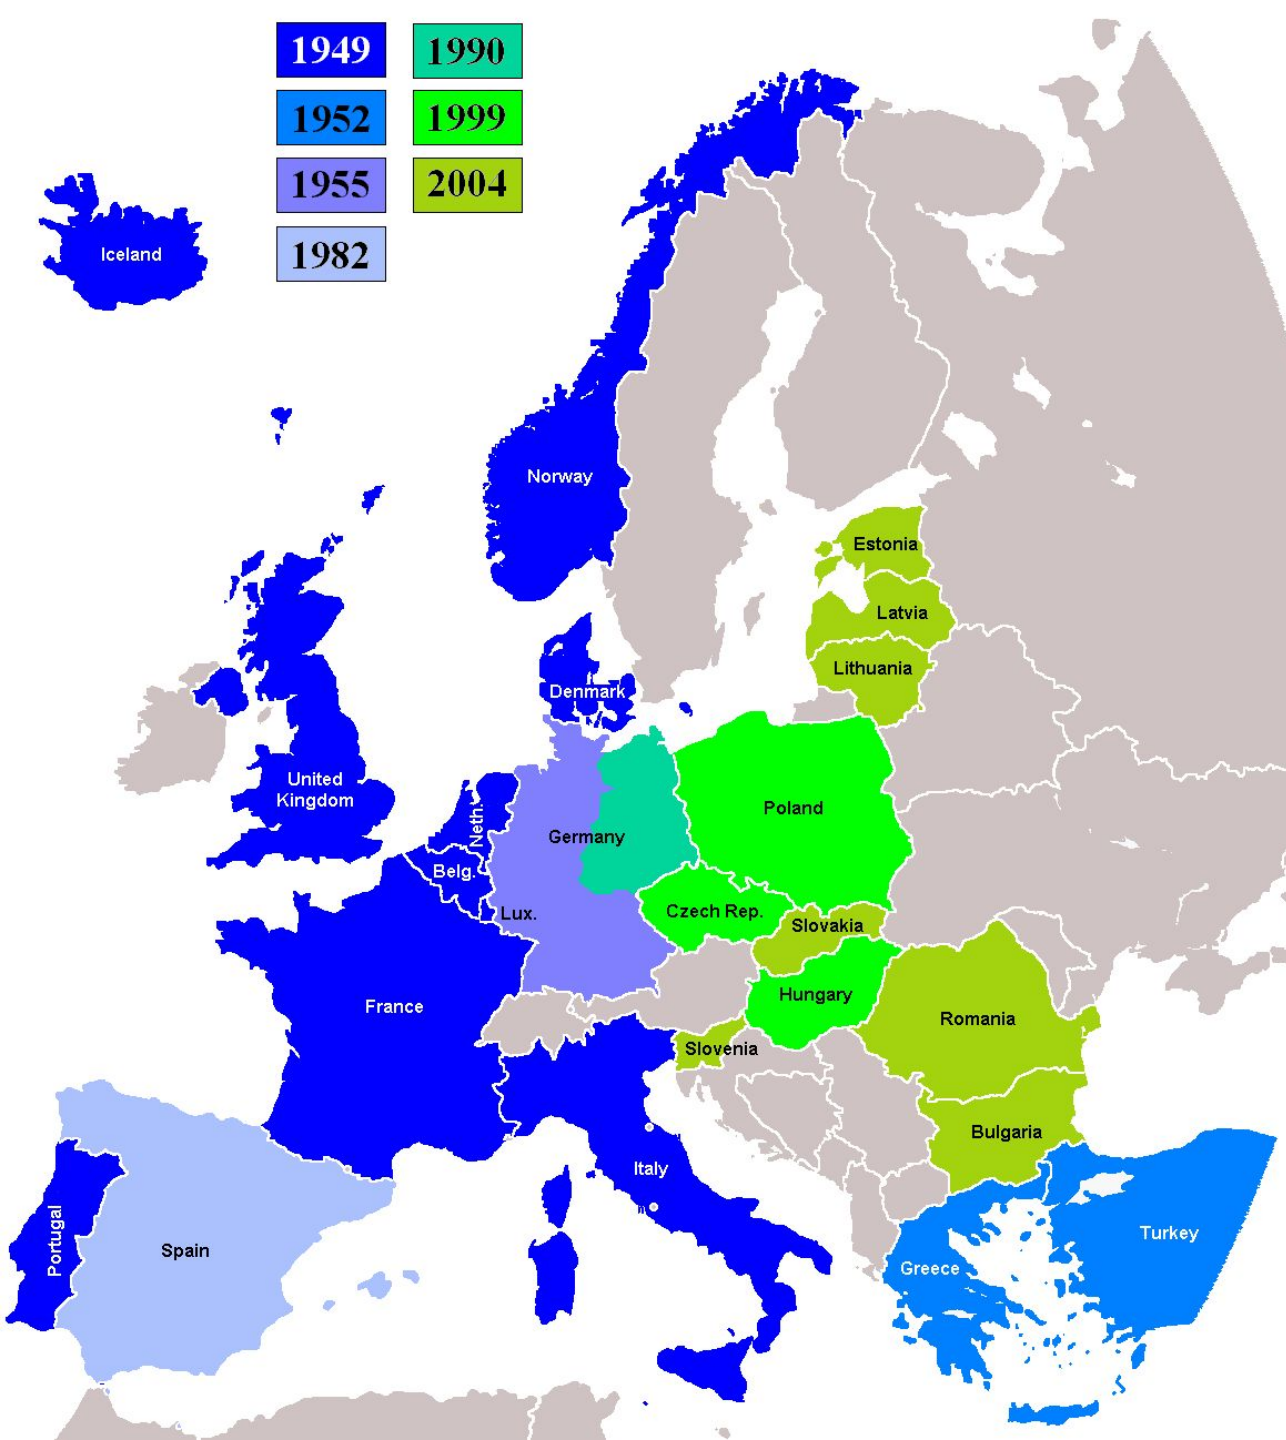 1949
1990
1952
1999
1955
2004
1982
Iceland
Norway
Estonia
Latvia
Lithuania
Denmark
United
Kingdom
Neth.
Poland
Germany
Belg.
Lux.
Czech Rep.
Slovakia
France
Hungary
Romania
Slovenia
Bulgaria
Italy
Portugal
Spain
Turkey
Greece